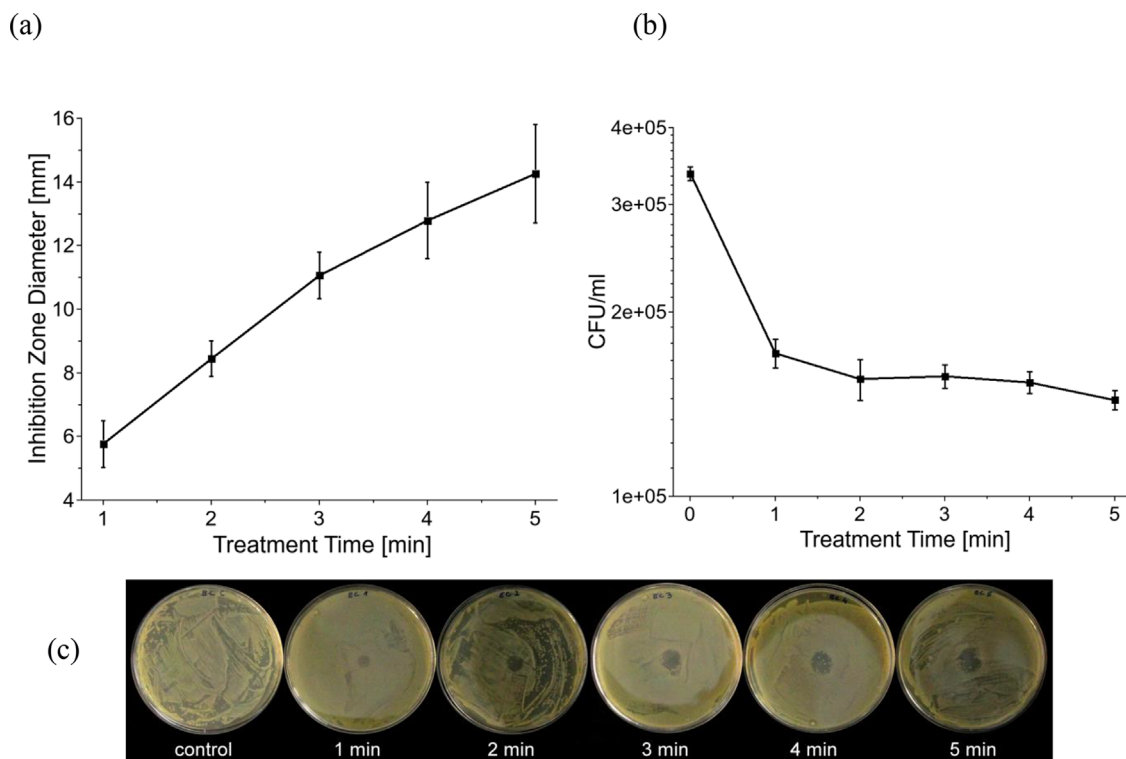 (a)
(b)
Inhibition Zone Diameter [mm]
16
14
12
10
8
6
4
1 2 3 4 5
Treatment Time [min]
CFU/ml
4e+05
3e+05
2e+05
1e+05
0 1 2 3 4 5
Treatment Time [min]
(c)
control 1 min 2 min 3 min 4 min 5 min